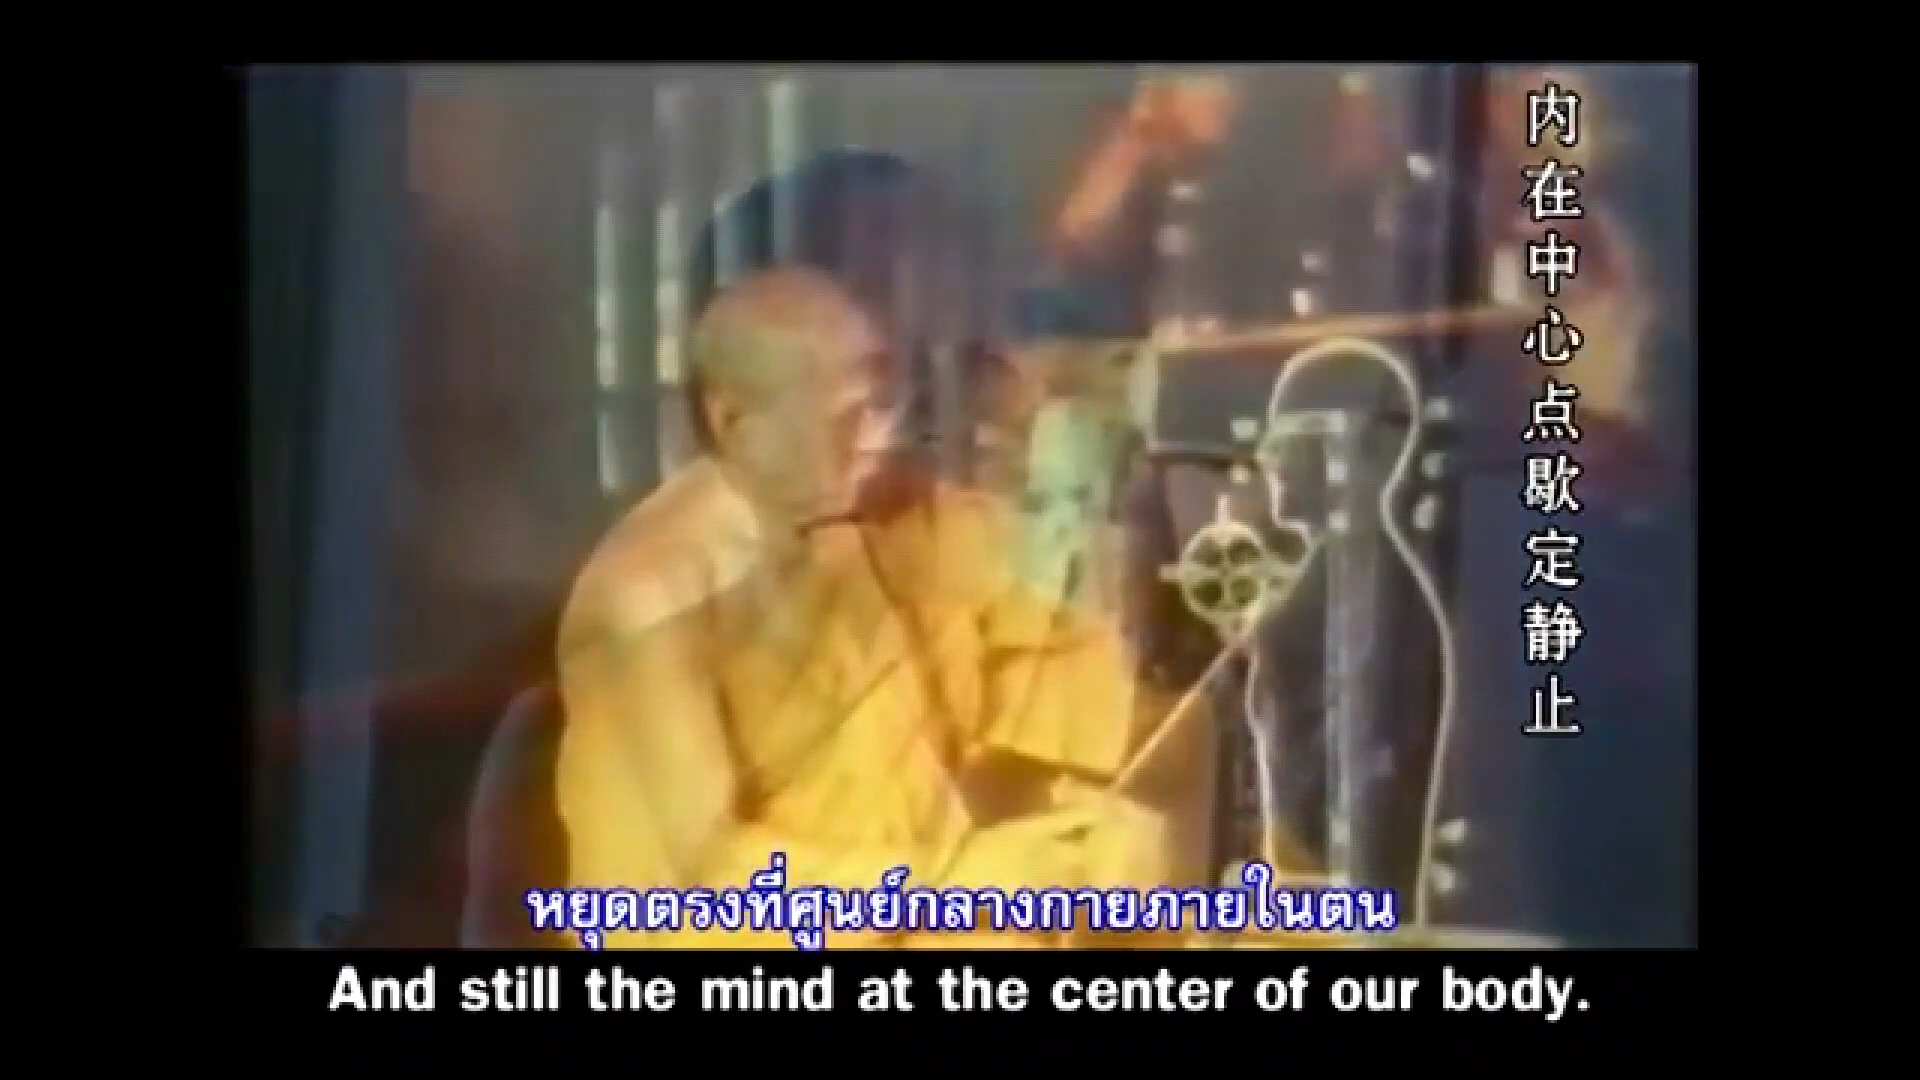 内在中心点歇定静止
หยุดตรงที่ศูนย์กลางกายภายในตน
And still the mind at the center of our body.